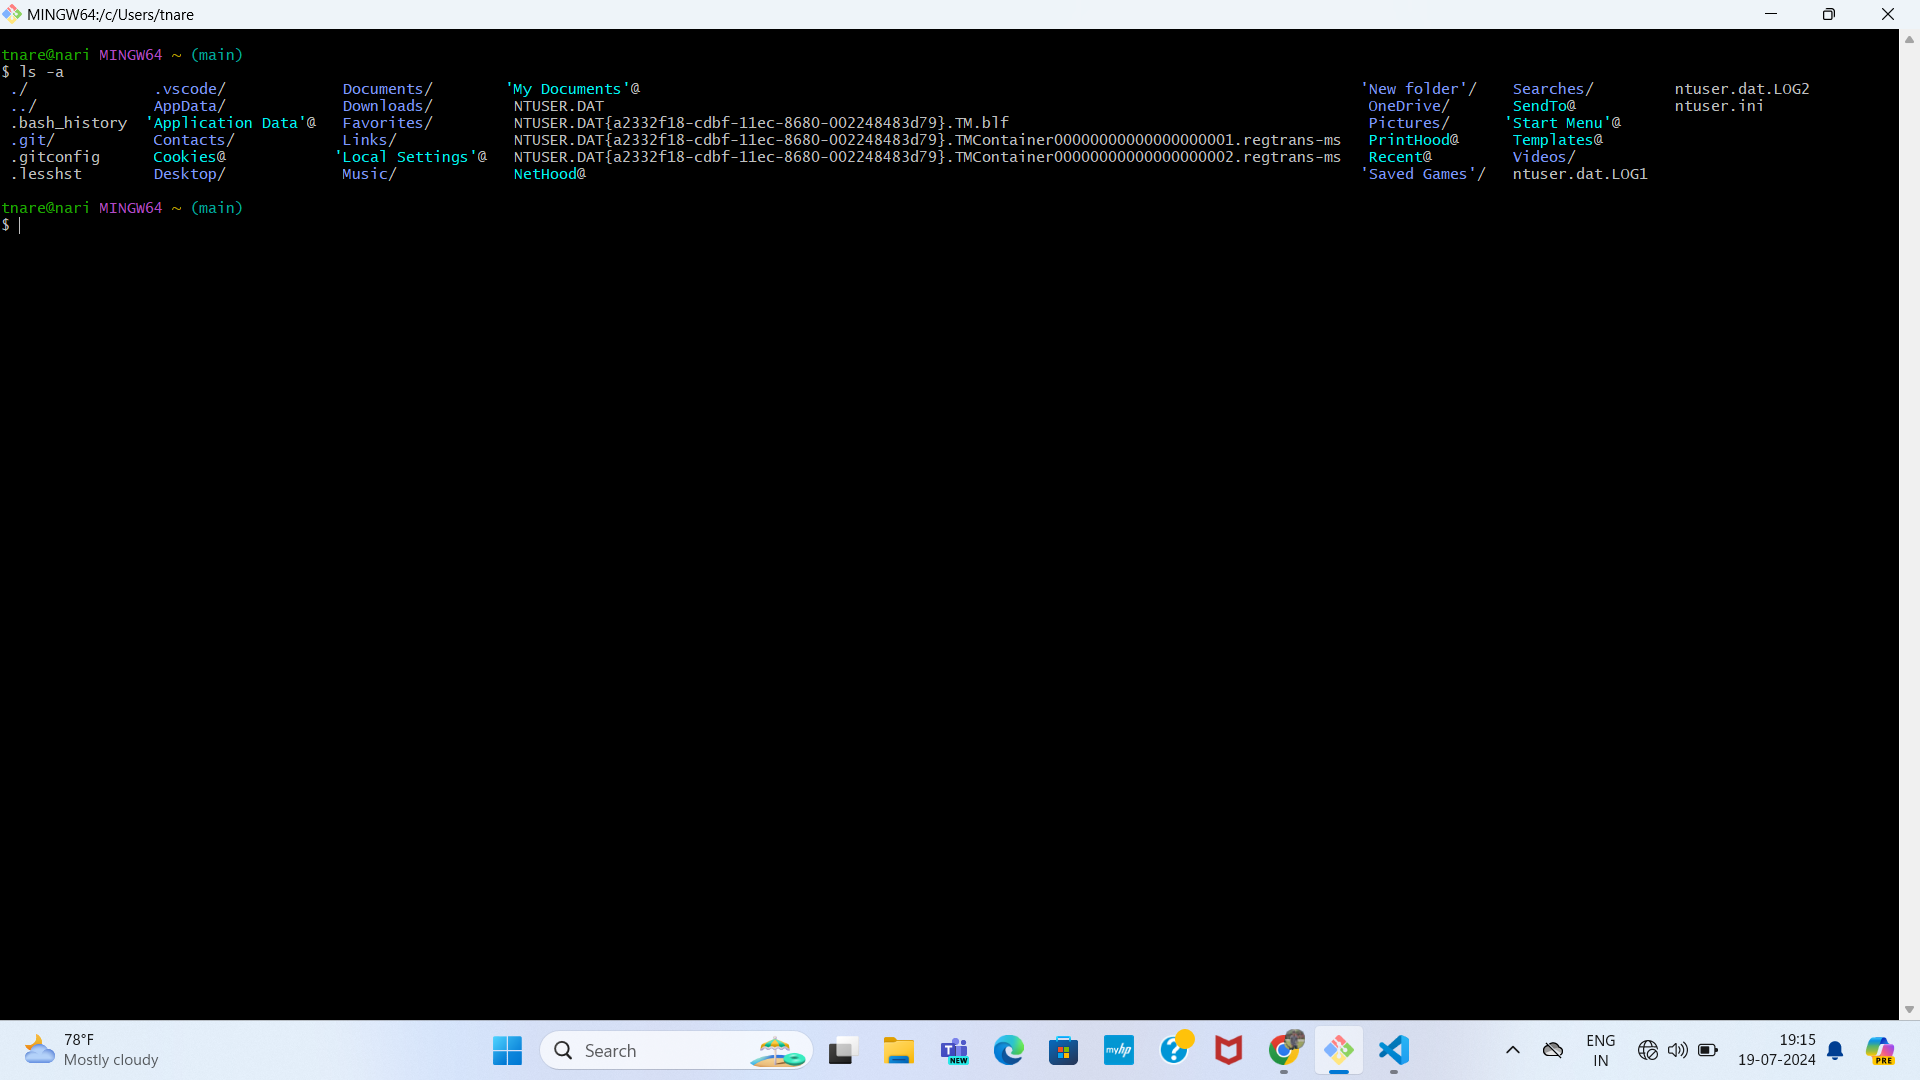 MINGW64:/c/Users/tnare
tnare@nari MINGW64 ~ (main)
$ ls -a
./ .vscode/ Documents/ 'My Documents'@ 'New folder'/ Searches/ ntuser.dat.LOG2
../ AppData/ Downloads/ NTUSER.DAT OneDrive/ SendTo@ ntuser.ini
.bash_history 'Application Data'@ Favorites/ NTUSER.DAT{a2332f18-cdbf-11ec-8680-002248483d79}.TM.blf Pictures/ 'Start Menu'@
.git/ Contacts/ Links/ NTUSER.DAT{a2332f18-cdbf-11ec-8680-002248483d79}.TMContainer00000000000000000001.regtrans-ms PrintHood@ Templates@
.gitconfig Cookies@ 'Local Settings'@ NTUSER.DAT{a2332f18-cdbf-11ec-8680-002248483d79}.TMContainer00000000000000000002.regtrans-ms Recent@ Videos/
.lesshst Desktop/ Music/ NetHood@ 'Saved Games'/ ntuser.dat.LOG1
tnare@nari MINGW64 ~ (main)
$
78°F
Mostly cloudy
Search
T NEW
myhp
ENG
IN
19:15
19-07-2024
PRE